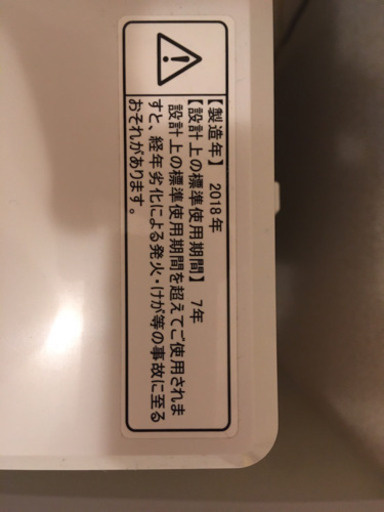 【製造年】 2018年
【設計上の標準使用期間】 7年
設計上の標準使用期間を超えてご使用されま
すと、経年劣化による発火・けが等の事故に至る
おそれがあります。